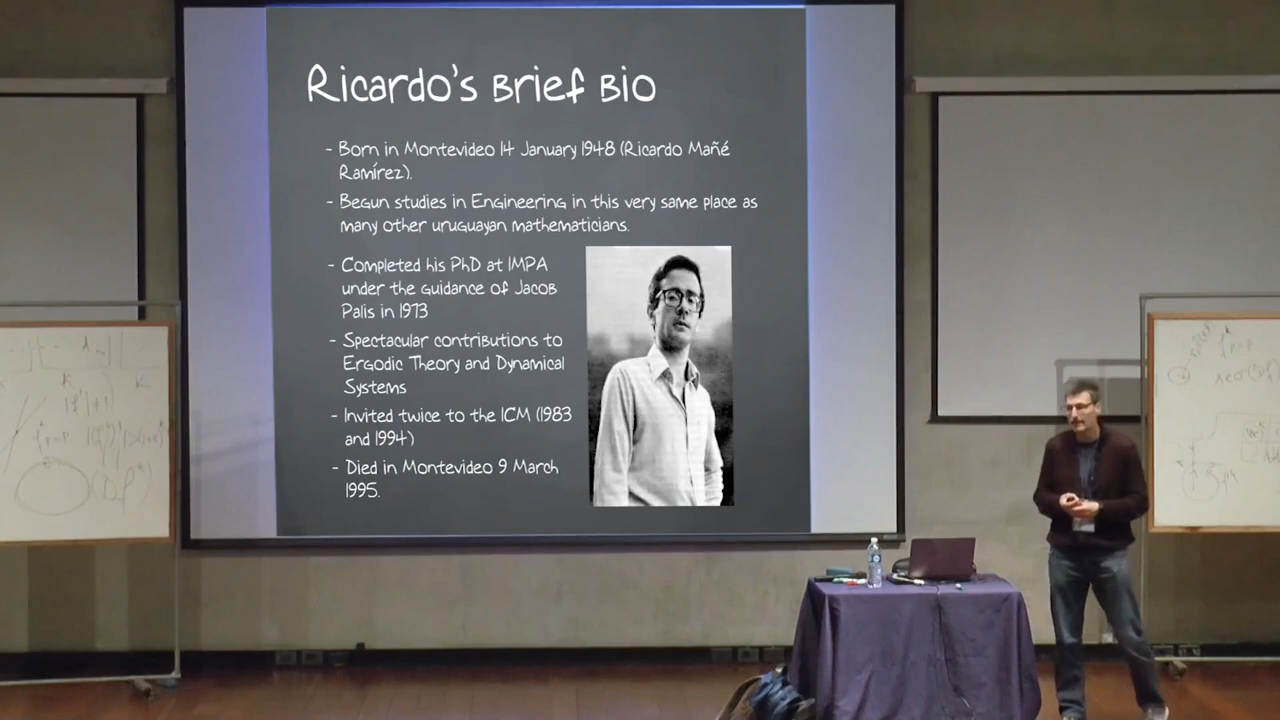 Ricardo's Brief Bio
- Born in Montevideo 14 January 1948 (Ricardo Mañé
Ramírez).
- Begun studies in Engineering in this very same place as
many other uruguayan mathematicians.
- Completed his PhD at IMPA
under the guidance of Jacob
Palis in 1973
- Spectacular contributions to
Ergodic Theory and Dynamical
Systems
- Invited twice to the ICM (1983
and 1994)
- Died in Montevideo 9 March
1995.